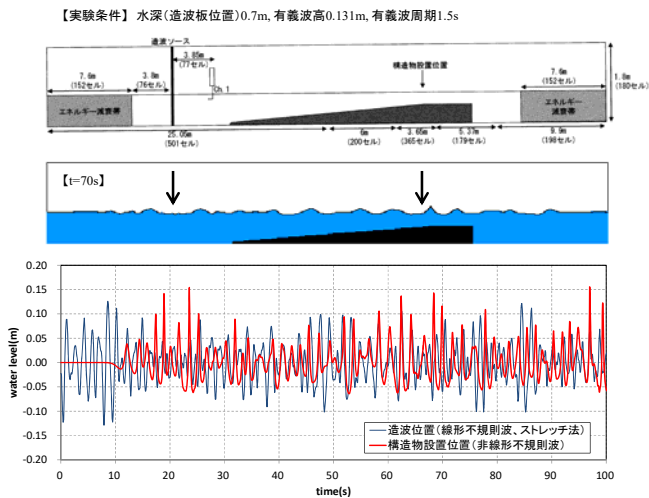 【実験条件】 水深(造波板位置)0.7m, 有義波高0.131m, 有義波周期1.5s
造波ソース
3.85m
(77セル)
構造物設置位置
7.6m
(152セル)
3.8m
(76セル)
Ch.1
7.6m
(152セル)
1.8m
(180セル)
エネルギー減衰帯
エネルギー
減衰帯
25.05m
(501セル)
6m
(200セル)
3.65m
(365セル)
5.37m
(179セル)
9.9m
(198セル)
【t=70s】
water level(m)
0.20
0.15
0.10
0.05
0.00
-0.05
-0.10
-0.15
-0.20
造波位置(線形不規則波、ストレッチ法)
構造物設置位置(非線形不規則波)
0 10 20 30 40 50 60 70 80 90 100
time(s)